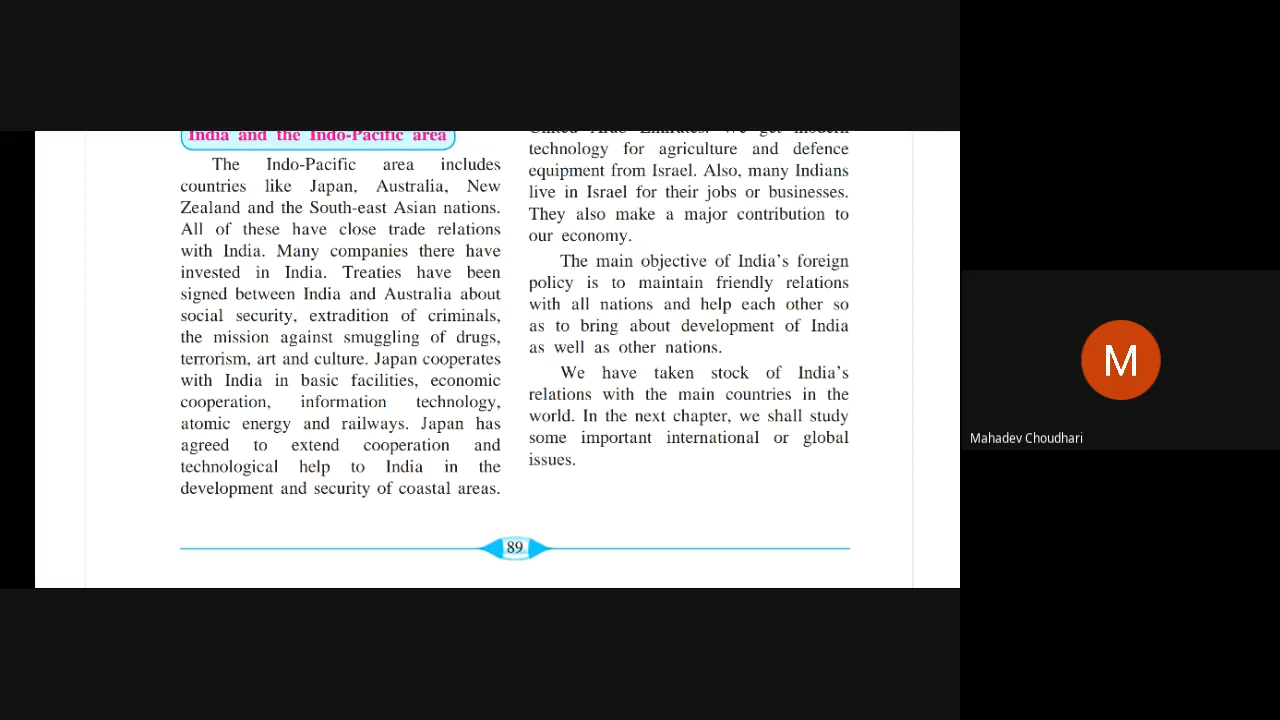 India and the Indo-Pacific area
The Indo-Pacific area includes
countries like Japan, Australia, New
Zealand and the South-east Asian nations.
All of these have close trade relations
with India. Many companies there have
invested in India. Treaties have been
signed between India and Australia about
social security, extradition of criminals,
the mission against smuggling of drugs,
terrorism, art and culture. Japan cooperates
with India in basic facilities, economic
cooperation, information technology,
atomic energy and railways. Japan has
agreed to extend cooperation and
technological help to India in the
development and security of coastal areas.
United Arab Emirates. We get modern
technology for agriculture and defence
equipment from Israel. Also, many Indians
live in Israel for their jobs or businesses.
They also make a major contribution to
our economy.
The main objective of India's foreign
policy is to maintain friendly relations
with all nations and help each other so
as to bring about development of India
as well as other nations.
We have taken stock of India's
relations with the main countries in the
world. In the next chapter, we shall study
some important international or global
issues.
89
M
Mahadev Choudhari